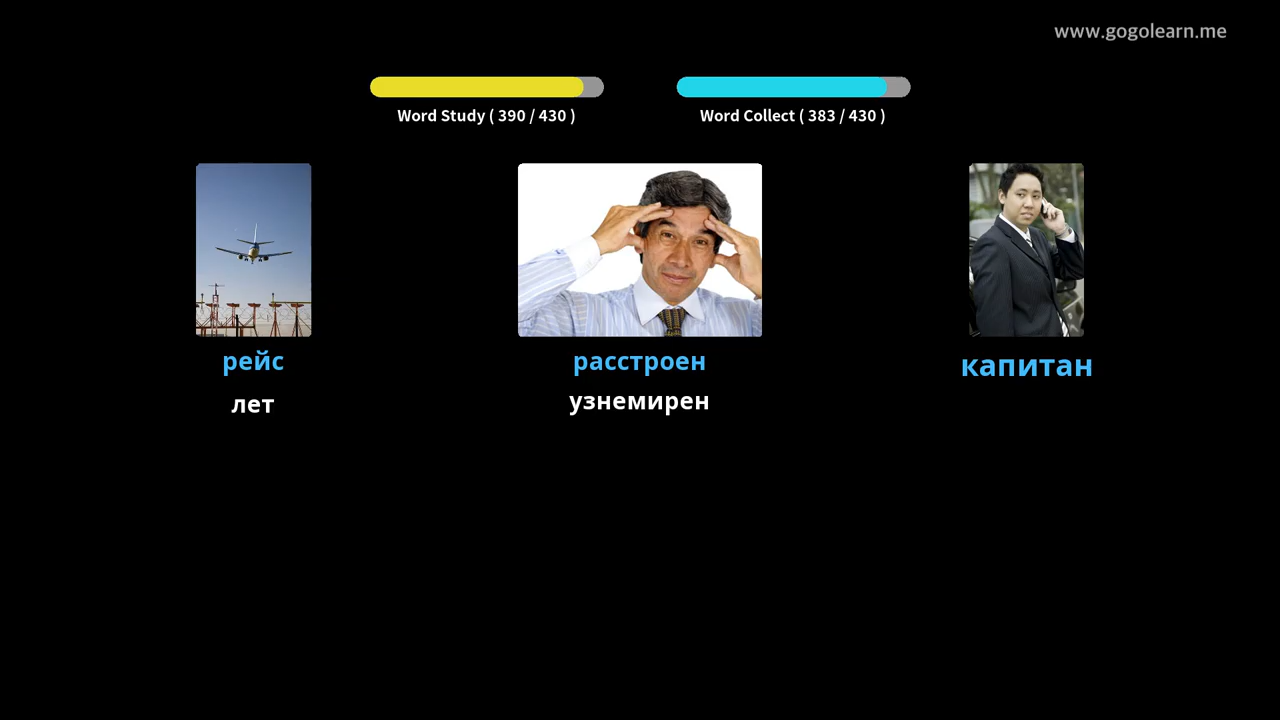 www.gogolearn.me
Word Study ( 390 / 430 )
Word Collect ( 383 / 430 )
рейс
лет
расстроен
узнемирен
капитан